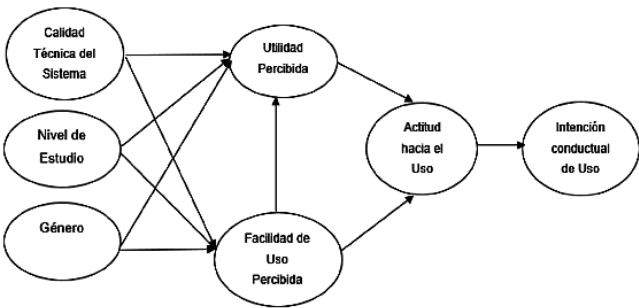 Calidad
Técnica del
Sistema
Utilidad
Percibida
Nivel de
Estudio
Actitud
hacia el
Uso
Intención
conductual
de Uso
Género
Facilidad de
Uso
Percibida